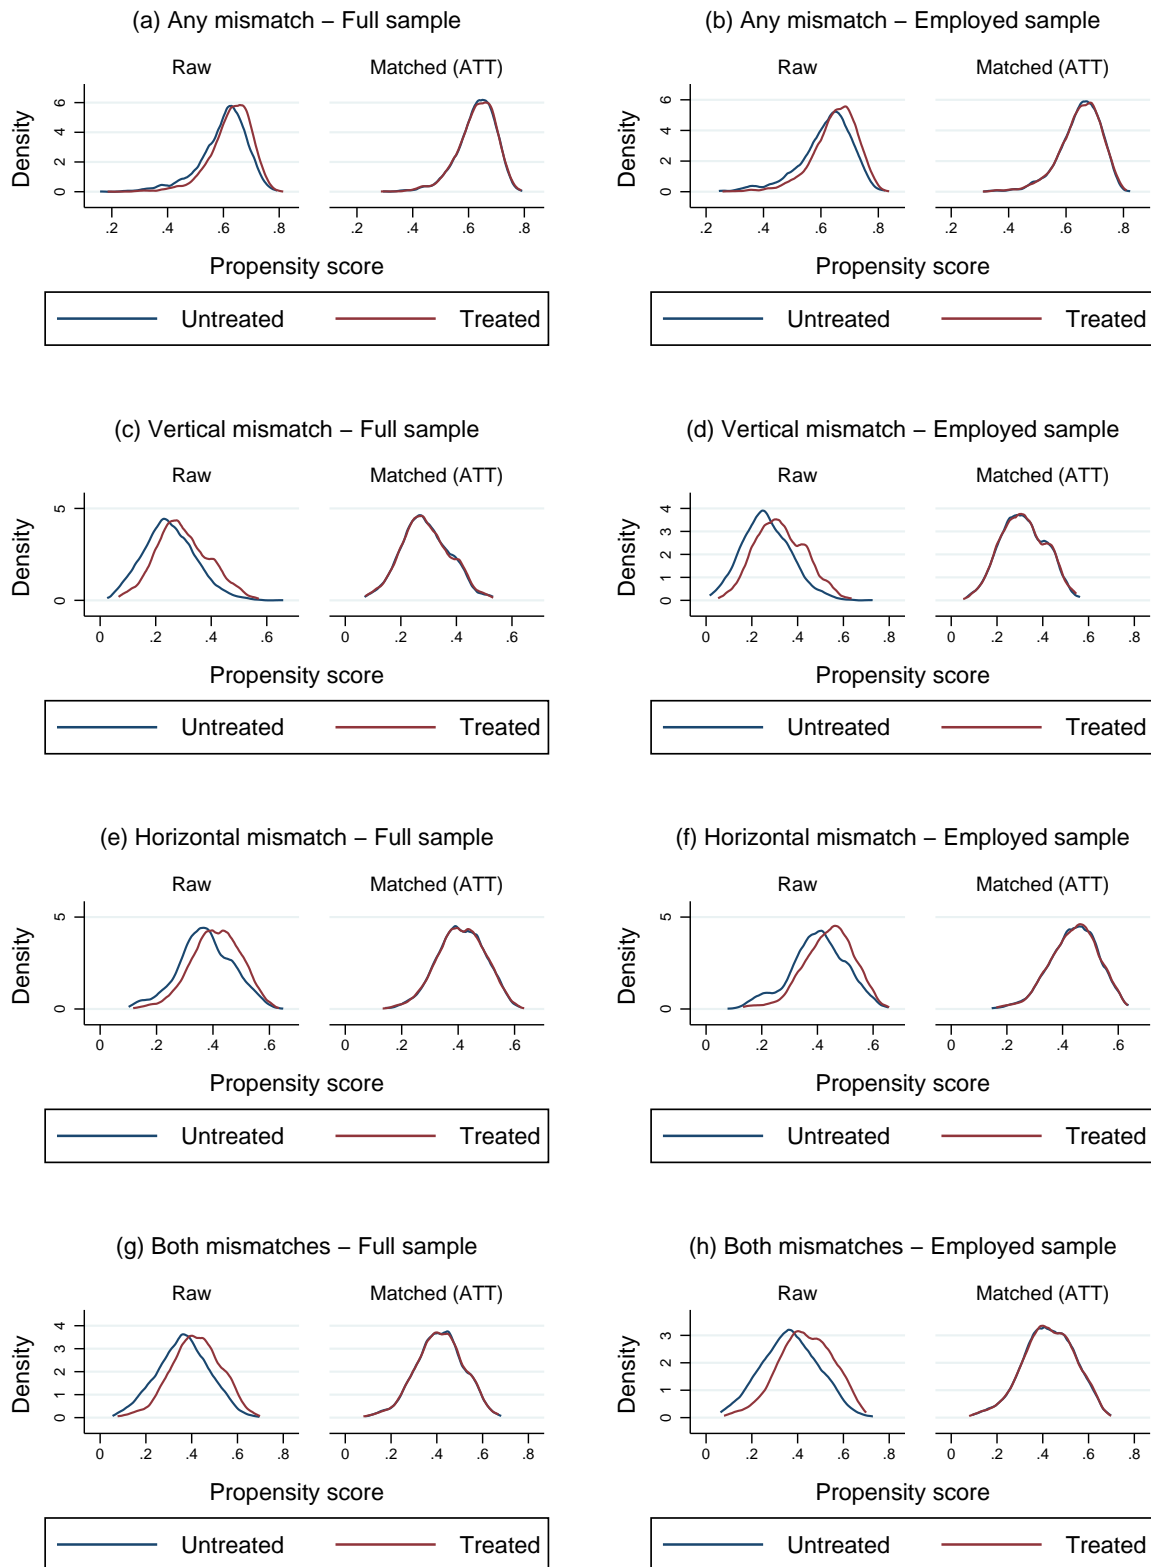 (a) Any mismatch – Full sample
Raw
Matched (ATT)
Density
0 2 4 6
.2 .4 .6 .8
.2 .4 .6 .8
Propensity score
Untreated Treated
(b) Any mismatch – Employed sample
Raw
Matched (ATT)
Density
0 2 4 6
.2 .4 .6 .8
.2 .4 .6 .8
Propensity score
Untreated Treated
(c) Vertical mismatch – Full sample
Raw
Matched (ATT)
Density
0 5
0 .2 .4 .6
0 .2 .4 .6
Propensity score
Untreated Treated
(d) Vertical mismatch – Employed sample
Raw
Matched (ATT)
Density
0 1 2 3 4
0 .2 .4 .6 .8
0 .2 .4 .6 .8
Propensity score
Untreated Treated
(e) Horizontal mismatch – Full sample
Raw
Matched (ATT)
Density
0 5
0 .2 .4 .6
0 .2 .4 .6
Propensity score
Untreated Treated
(f) Horizontal mismatch – Employed sample
Raw
Matched (ATT)
Density
0 5
0 .2 .4 .6
0 .2 .4 .6
Propensity score
Untreated Treated
(g) Both mismatches – Full sample
Raw
Matched (ATT)
Density
0 1 2 3 4
0 .2 .4 .6 .8
0 .2 .4 .6 .8
Propensity score
Untreated Treated
(h) Both mismatches – Employed sample
Raw
Matched (ATT)
Density
0 1 2 3
0 .2 .4 .6 .8
0 .2 .4 .6 .8
Propensity score
Untreated Treated